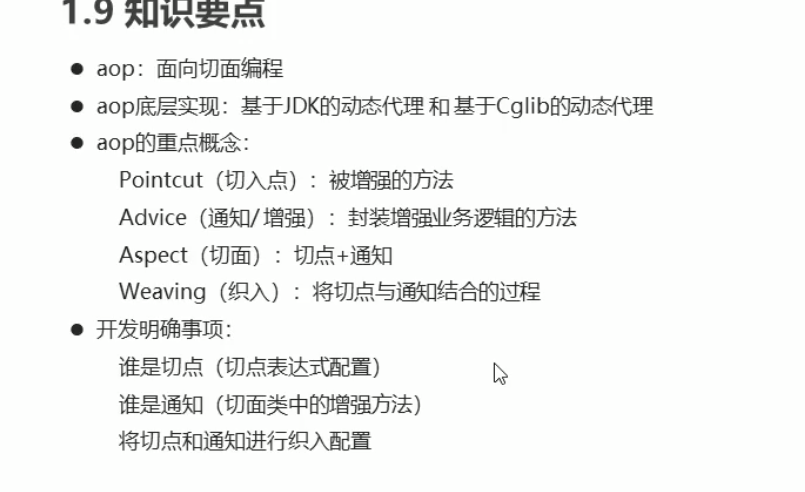 1.9 知识要点
● aop：面向切面编程
● aop底层实现：基于JDK的动态代理 和 基于Cglib的动态代理
● aop的重点概念：
Pointcut（切入点）：被增强的方法
Advice（通知/ 增强）：封装增强业务逻辑的方法
Aspect（切面）：切点+通知
Weaving（织入）：将切点与通知结合的过程
● 开发明确事项：
谁是切点（切点表达式配置）
谁是通知（切面类中的增强方法）
将切点和通知进行织入配置